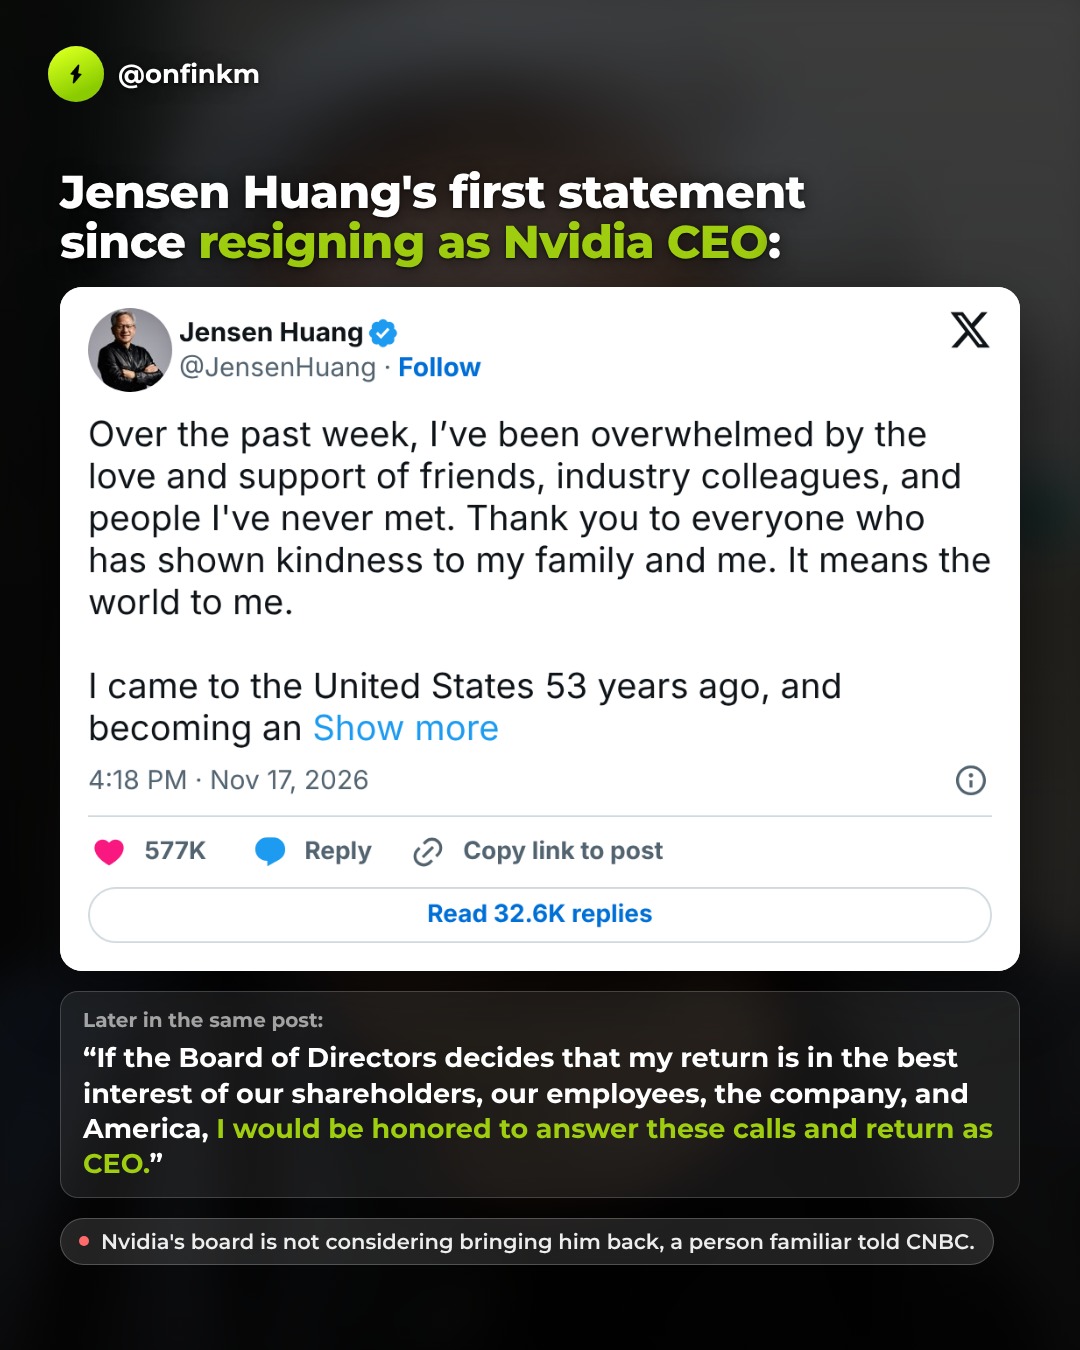 @onfinkm
Jensen Huang's first statement
since resigning as Nvidia CEO:
Jensen Huang
@JensenHuang · Follow
Over the past week, I’ve been overwhelmed by the
love and support of friends, industry colleagues, and
people I've never met. Thank you to everyone who
has shown kindness to my family and me. It means the
world to me.
I came to the United States 53 years ago, and
becoming an Show more
4:18 PM · Nov 17, 2026
577K Reply Copy link to post
Read 32.6K replies
Later in the same post:
“If the Board of Directors decides that my return is in the best
interest of our shareholders, our employees, the company, and
America, I would be honored to answer these calls and return as
CEO.”
Nvidia's board is not considering bringing him back, a person familiar told CNBC.